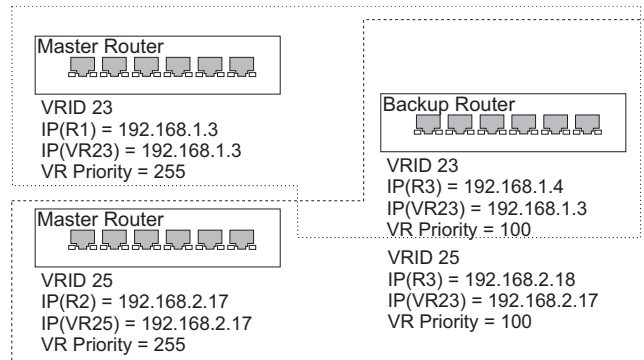 Master Router
VRID 23
IP(R1) = 192.168.1.3
IP(VR23) = 192.168.1.3
VR Priority = 255
Master Router
VRID 25
IP(R2) = 192.168.2.17
IP(VR25) = 192.168.2.17
VR Priority = 255
Backup Router
VRID 23
IP(R3) = 192.168.1.4
IP(VR23) = 192.168.1.3
VR Priority = 100
VRID 25
IP(R3) = 192.168.2.18
IP(VR23) = 192.168.2.17
VR Priority = 100